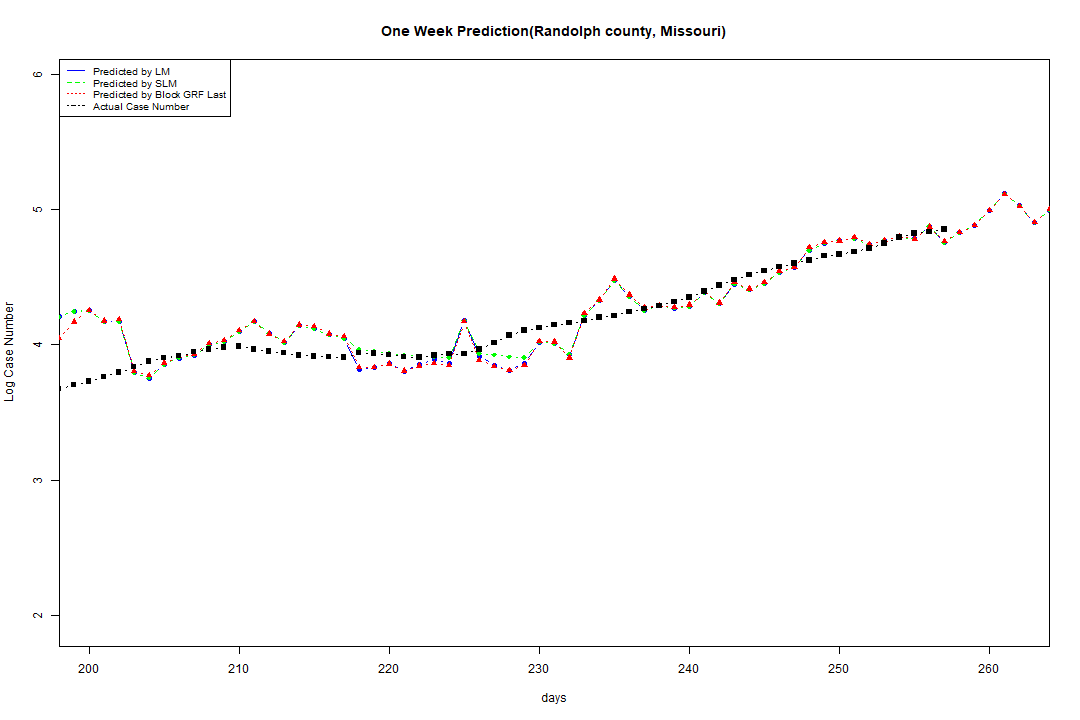 One Week Prediction(Randolph county, Missouri)
Predicted by LM
Predicted by SLM
Predicted by Block GRF Last
Actual Case Number
6
5
4
3
2
Log Case Number
200 210 220 230 240 250 260
days